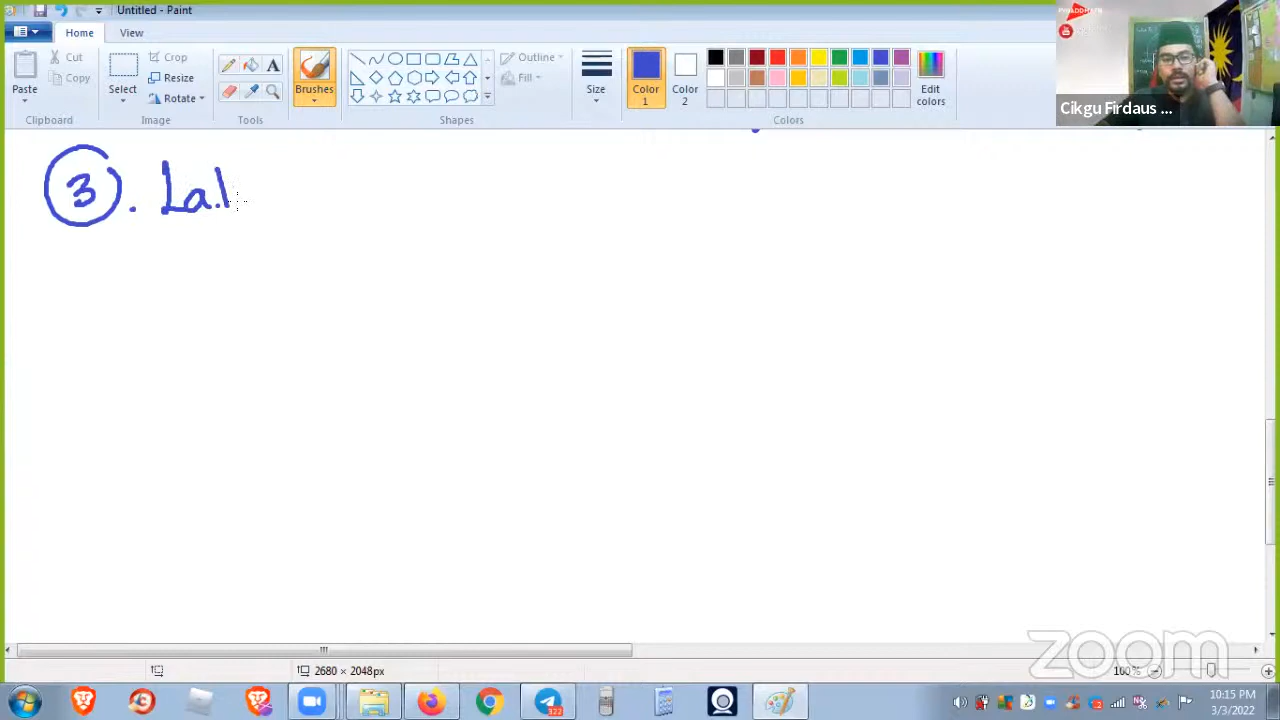 Untitled - Paint
Home View
Paste
Cut
Copy
Clipboard
Select
Crop
Resize
Rotate
Image
A
Tools
Brushes
Shapes
Outline
Fill
Size
Color 1
Color 2
Edit colors
Colors
Cikgu Firdaus ...
3. Lal
zoom
2680 × 2048px
100%
122
10:15 PM
3/3/2022